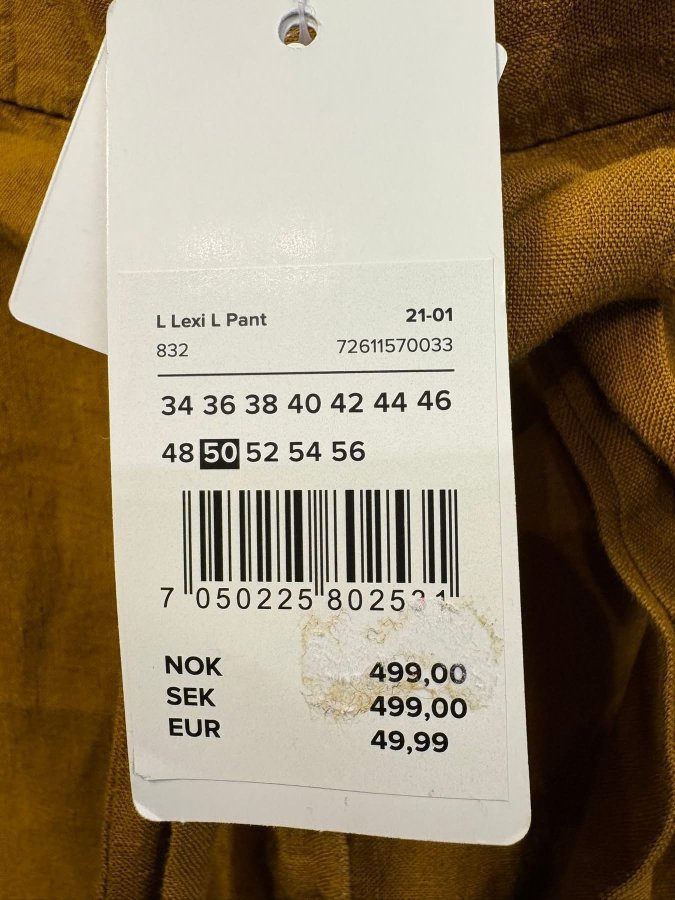 L Lexi L Pant 21-01
832 72611570033
34 36 38 40 42 44 46
48 50 52 54 56
7 050225 802531
NOK 499,00
SEK 499,00
EUR 49,99